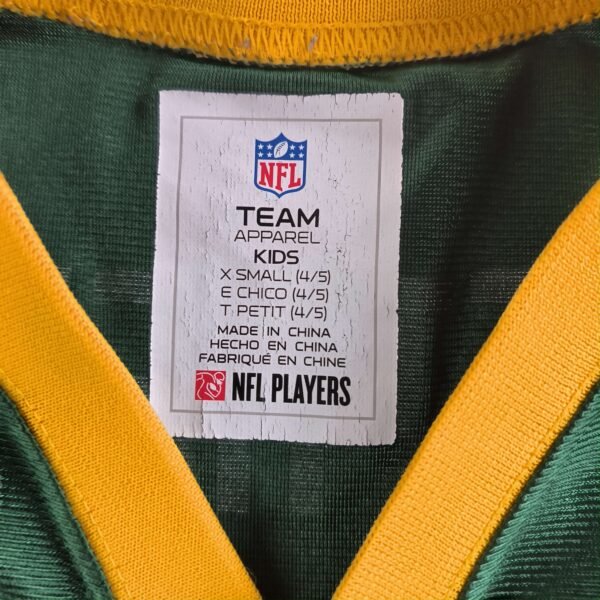 NFL
TEAM
APPAREL
KIDS
X SMALL (4/5)
E CHICO (4/5)
T. PETIT (4/5)
MADE IN CHINA
HECHO EN CHINA
FABRIQUÉ EN CHINE
NFL PLAYERS